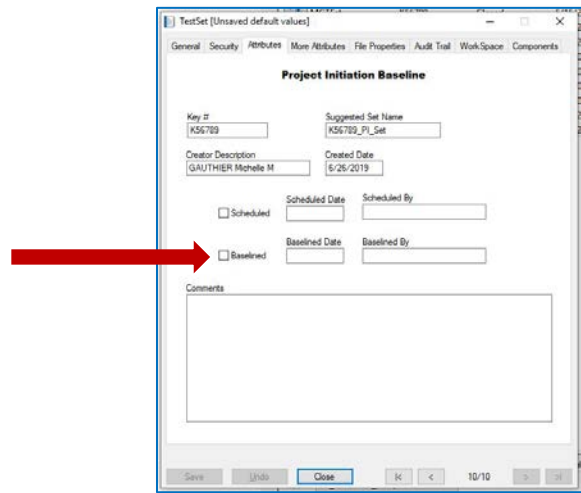 TestSet [Unsaved default values]
General Security Attributes More Attributes File Properties Audit Trail WorkSpace Components
Project Initiation Baseline
Key # Suggested Set Name
K56789 K56789_PI_Set
Creator Description Created Date
GAUTHIER Michelle M 6/26/2019
Scheduled Date Scheduled By
Scheduled
Baselined Date Baselined By
Baselined
Comments
Save Undo Close 10/10